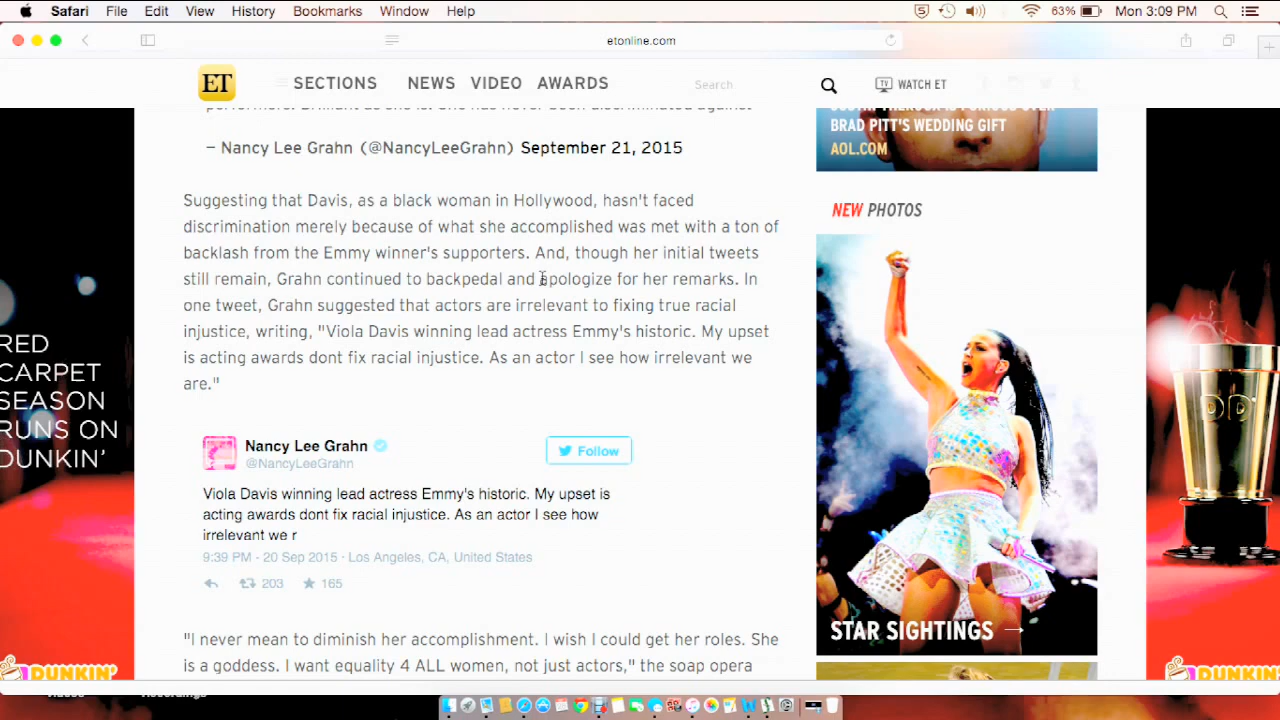 Safari File Edit View History Bookmarks Window Help
63% Mon 3:09 PM
etonline.com
ET SECTIONS NEWS VIDEO AWARDS Search WATCH ET
— Nancy Lee Grahn (@NancyLeeGrahn) September 21, 2015
Suggesting that Davis, as a black woman in Hollywood, hasn't faced
discrimination merely because of what she accomplished was met with a ton of
backlash from the Emmy winner's supporters. And, though her initial tweets
still remain, Grahn continued to backpedal and apologize for her remarks. In
one tweet, Grahn suggested that actors are irrelevant to fixing true racial
injustice, writing, "Viola Davis winning lead actress Emmy's historic. My upset
is acting awards dont fix racial injustice. As an actor I see how irrelevant we
are."
Nancy Lee Grahn
@NancyLeeGrahn
Follow
Viola Davis winning lead actress Emmy's historic. My upset is
acting awards dont fix racial injustice. As an actor I see how
irrelevant we r
9:39 PM - 20 Sep 2015 · Los Angeles, CA, United States
203 165
"I never mean to diminish her accomplishment. I wish I could get her roles. She
is a goddess. I want equality 4 ALL women, not just actors," the soap opera
BRAD PITT'S WEDDING GIFT
AOL.COM
NEW PHOTOS
STAR SIGHTINGS →
RED
CARPET
SEASON
RUNS ON
DUNKIN'
DUNKIN'
DD
DUNKIN'